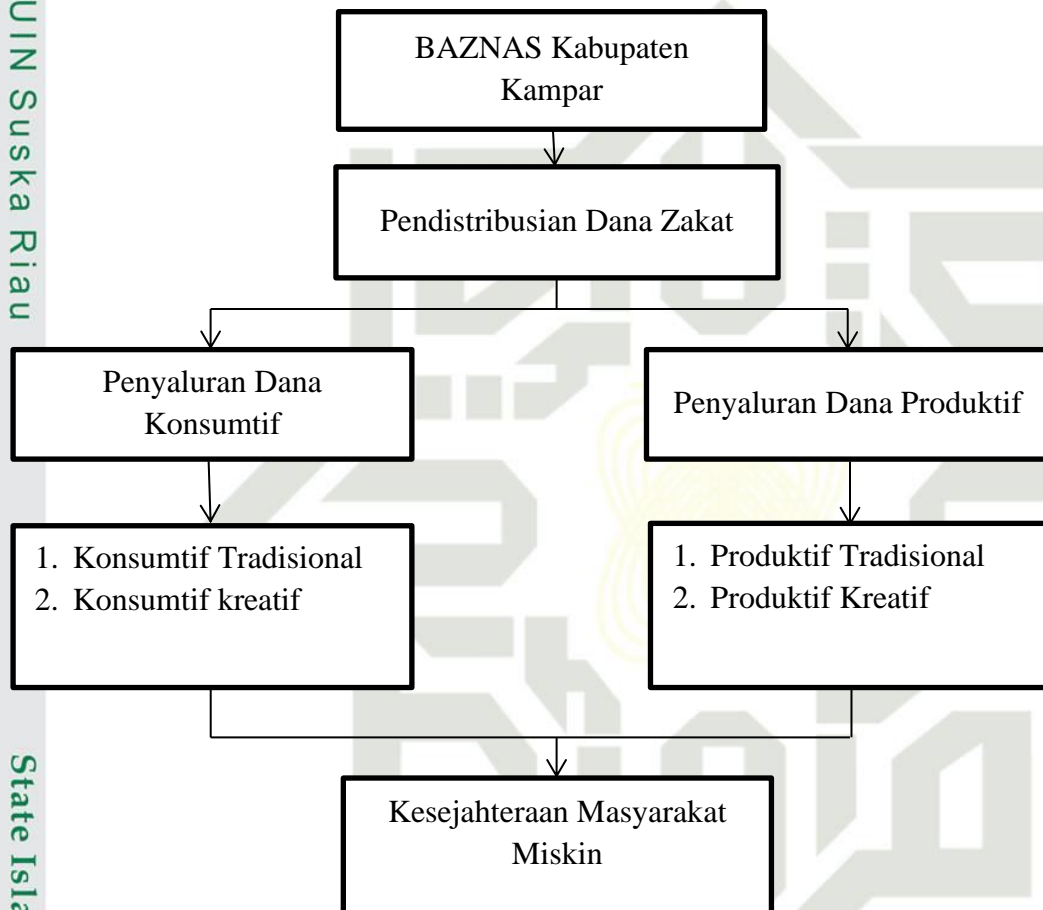 UIN Suska Riau
State Isla
BAZNAS Kabupaten
Kampar
Pendistribusian Dana Zakat
Penyaluran Dana
Konsumtif
Penyaluran Dana Produktif
1. Konsumtif Tradisional
2. Konsumtif kreatif
1. Produktif Tradisional
2. Produktif Kreatif
Kesejahteraan Masyarakat
Miskin